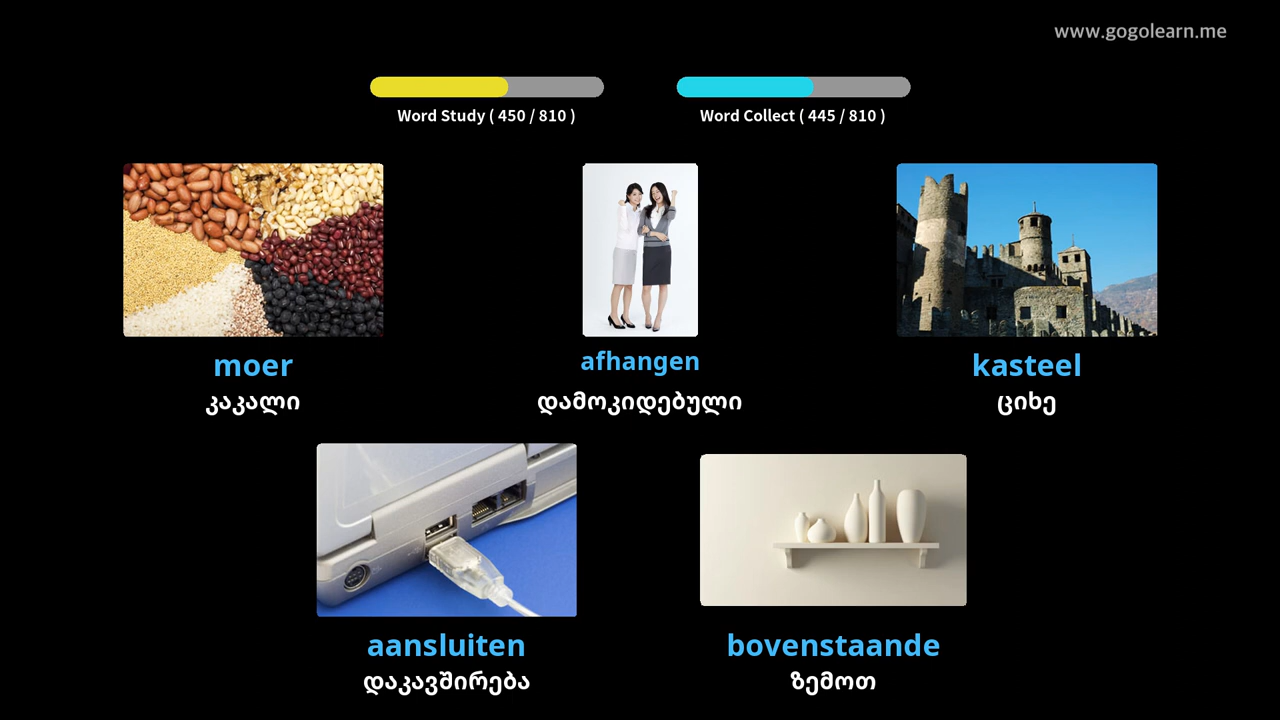 www.gogolearn.me
Word Study ( 450 / 810 )
Word Collect ( 445 / 810 )
moer
კაკალი
afhangen
დამოკიდებული
kasteel
ციხე
aansluiten
დაკავშირება
bovenstaande
ზემოთ